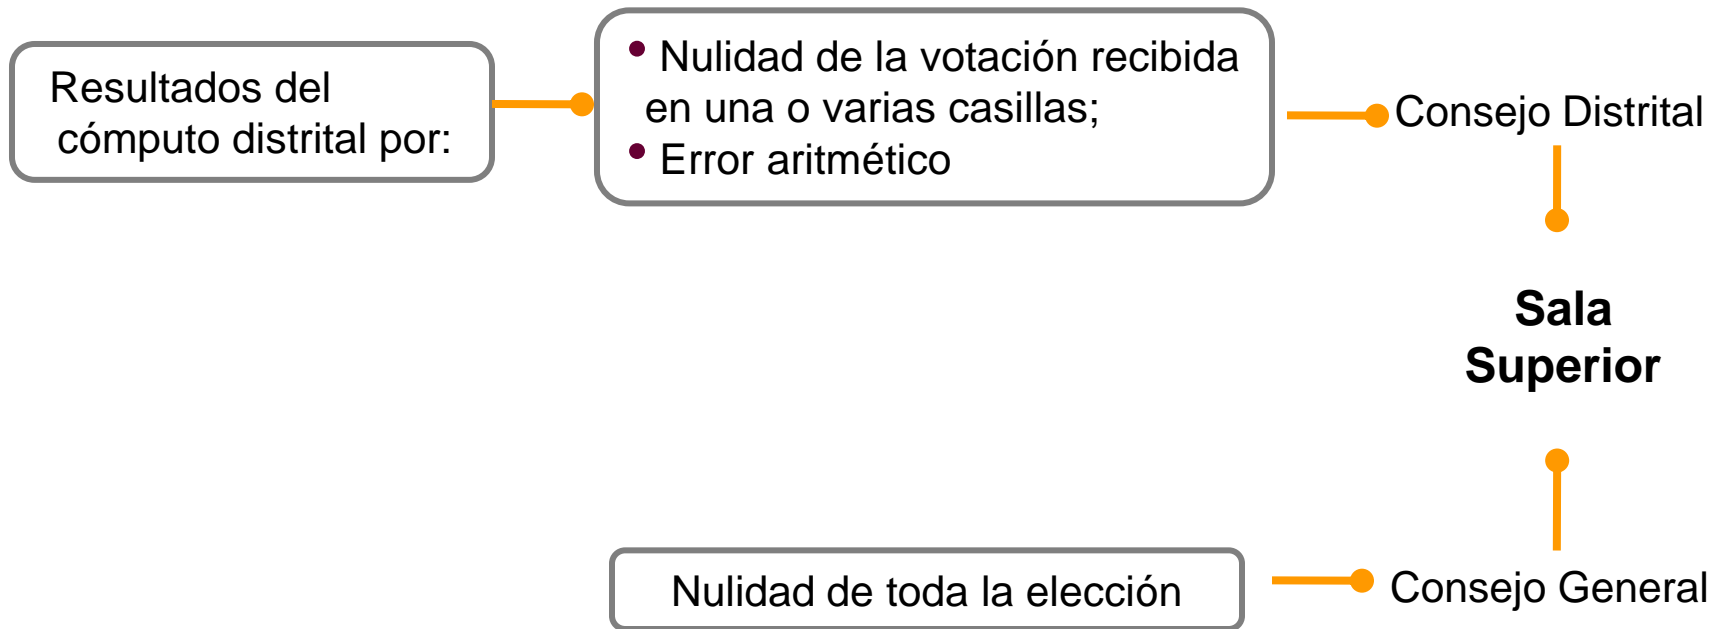 Resultados del
cómputo distrital por:
• Nulidad de la votación recibida
en una o varias casillas;
• Error aritmético
Consejo Distrital
Sala
Superior
Nulidad de toda la elección
Consejo General